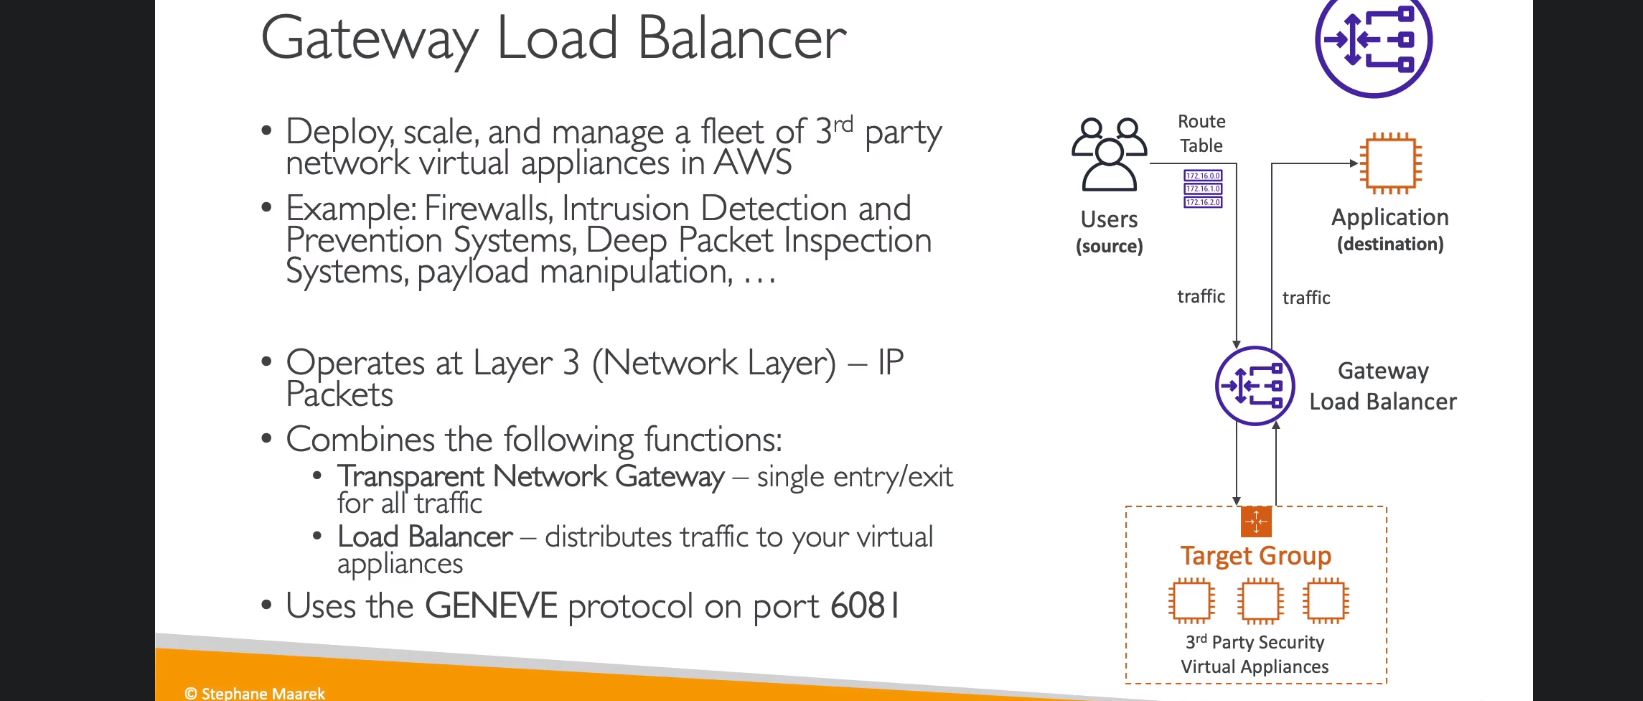 Gateway Load Balancer
• Deploy, scale, and manage a fleet of 3rd party
network virtual appliances in AWS
• Example: Firewalls, Intrusion Detection and
Prevention Systems, Deep Packet Inspection
Systems, payload manipulation, …
• Operates at Layer 3 (Network Layer) – IP
Packets
• Combines the following functions:
• Transparent Network Gateway – single entry/exit
for all traffic
• Load Balancer – distributes traffic to your virtual
appliances
• Uses the GENEVE protocol on port 6081
© Stephane Maarek
Route
Table
172.16.0.0
172.16.1.0
172.16.2.0
Users
(source)
Application
(destination)
traffic
traffic
Gateway
Load Balancer
Target Group
3rd Party Security
Virtual Appliances